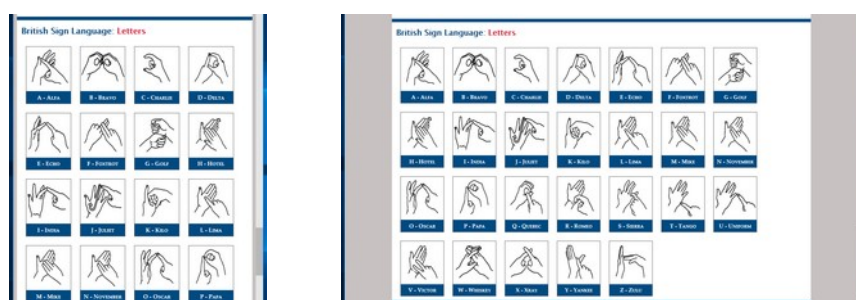 British Sign Language: Letters
A - Alfa B - Bravo C - Charlie D - Delta
E - Echo F - Foxtrot G - Golf H - Hotel
I - India J - Juliet K - Kilo L - Lima
M - Mike N - November O - Oscar P - Papa
British Sign Language: Letters
A - Alfa B - Bravo C - Charlie D - Delta E - Echo F - Foxtrot G - Golf
H - Hotel I - India J - Juliet K - Kilo L - Lima M - Mike N - November
O - Oscar P - Papa Q - Quebec R - Romeo S - Sierra T - Tango U - Uniform
V - Victor W - Whiskey X - Xray Y - Yankee Z - Zulu